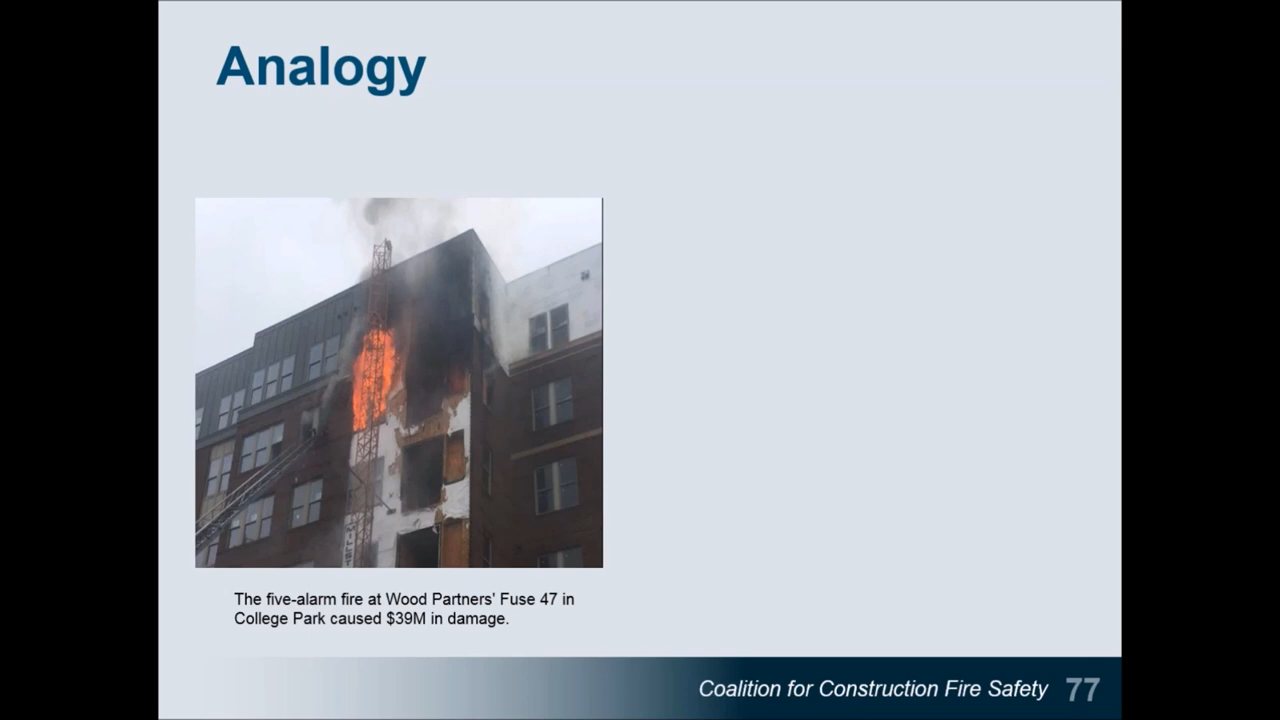 Analogy
The five-alarm fire at Wood Partners' Fuse 47 in
College Park caused $39M in damage.
Coalition for Construction Fire Safety 77